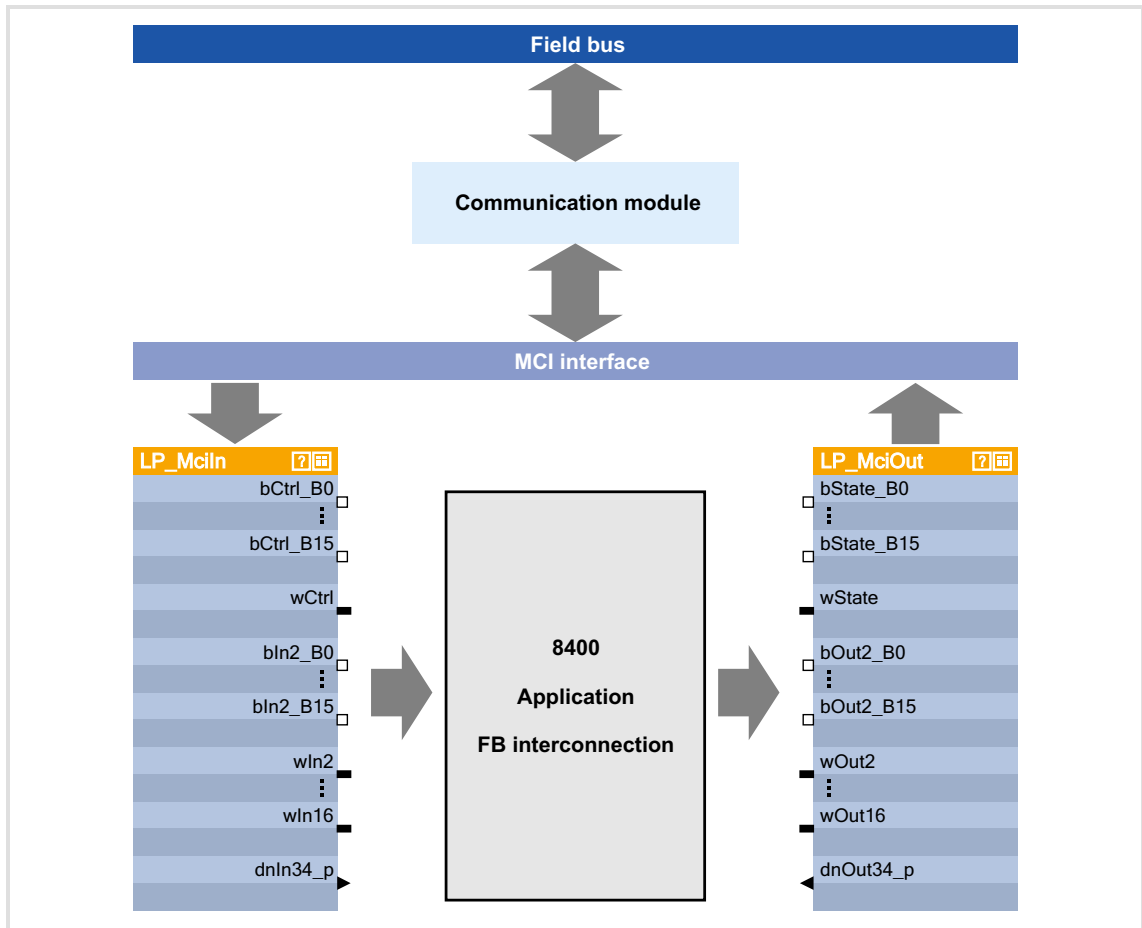 Field bus
Communication module
MCI interface
LP_MciIn
bCtrl_B0
bCtrl_B15
wCtrl
bIn2_B0
bIn2_B15
wIn2
wIn16
dnIn34_p
8400
Application
FB interconnection
LP_MciOut
bState_B0
bState_B15
wState
bOut2_B0
bOut2_B15
wOut2
wOut16
dnOut34_p